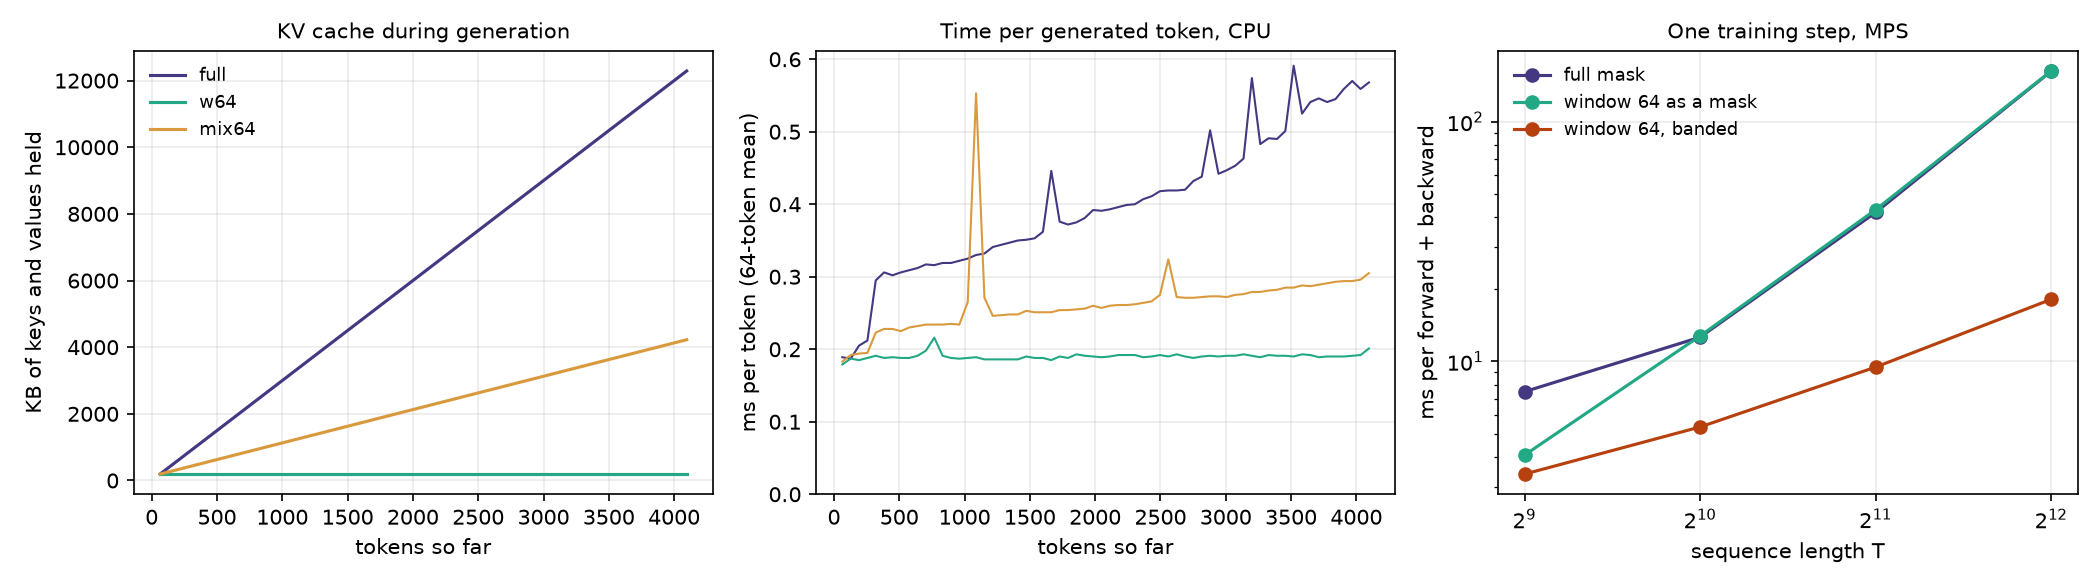 KV cache during generation
KB of keys and values held
12000
10000
8000
6000
4000
2000
0
full
w64
mix64
0 500 1000 1500 2000 2500 3000 3500 4000
tokens so far
Time per generated token, CPU
ms per token (64-token mean)
0.6
0.5
0.4
0.3
0.2
0.1
0.0
0 500 1000 1500 2000 2500 3000 3500 4000
tokens so far
One training step, MPS
ms per forward + backward
10²
10¹
full mask
window 64 as a mask
window 64, banded
2⁹ 2¹⁰ 2¹¹ 2¹²
sequence length T